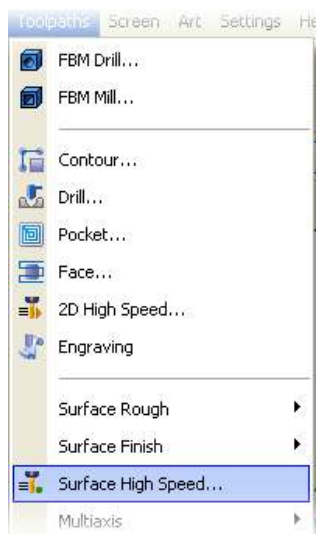 Toolpaths Screen Art Settings He
FBM Drill...
FBM Mill...
Contour...
Drill...
Pocket...
Face...
2D High Speed...
Engraving
Surface Rough
Surface Finish
Surface High Speed...
Multiaxis